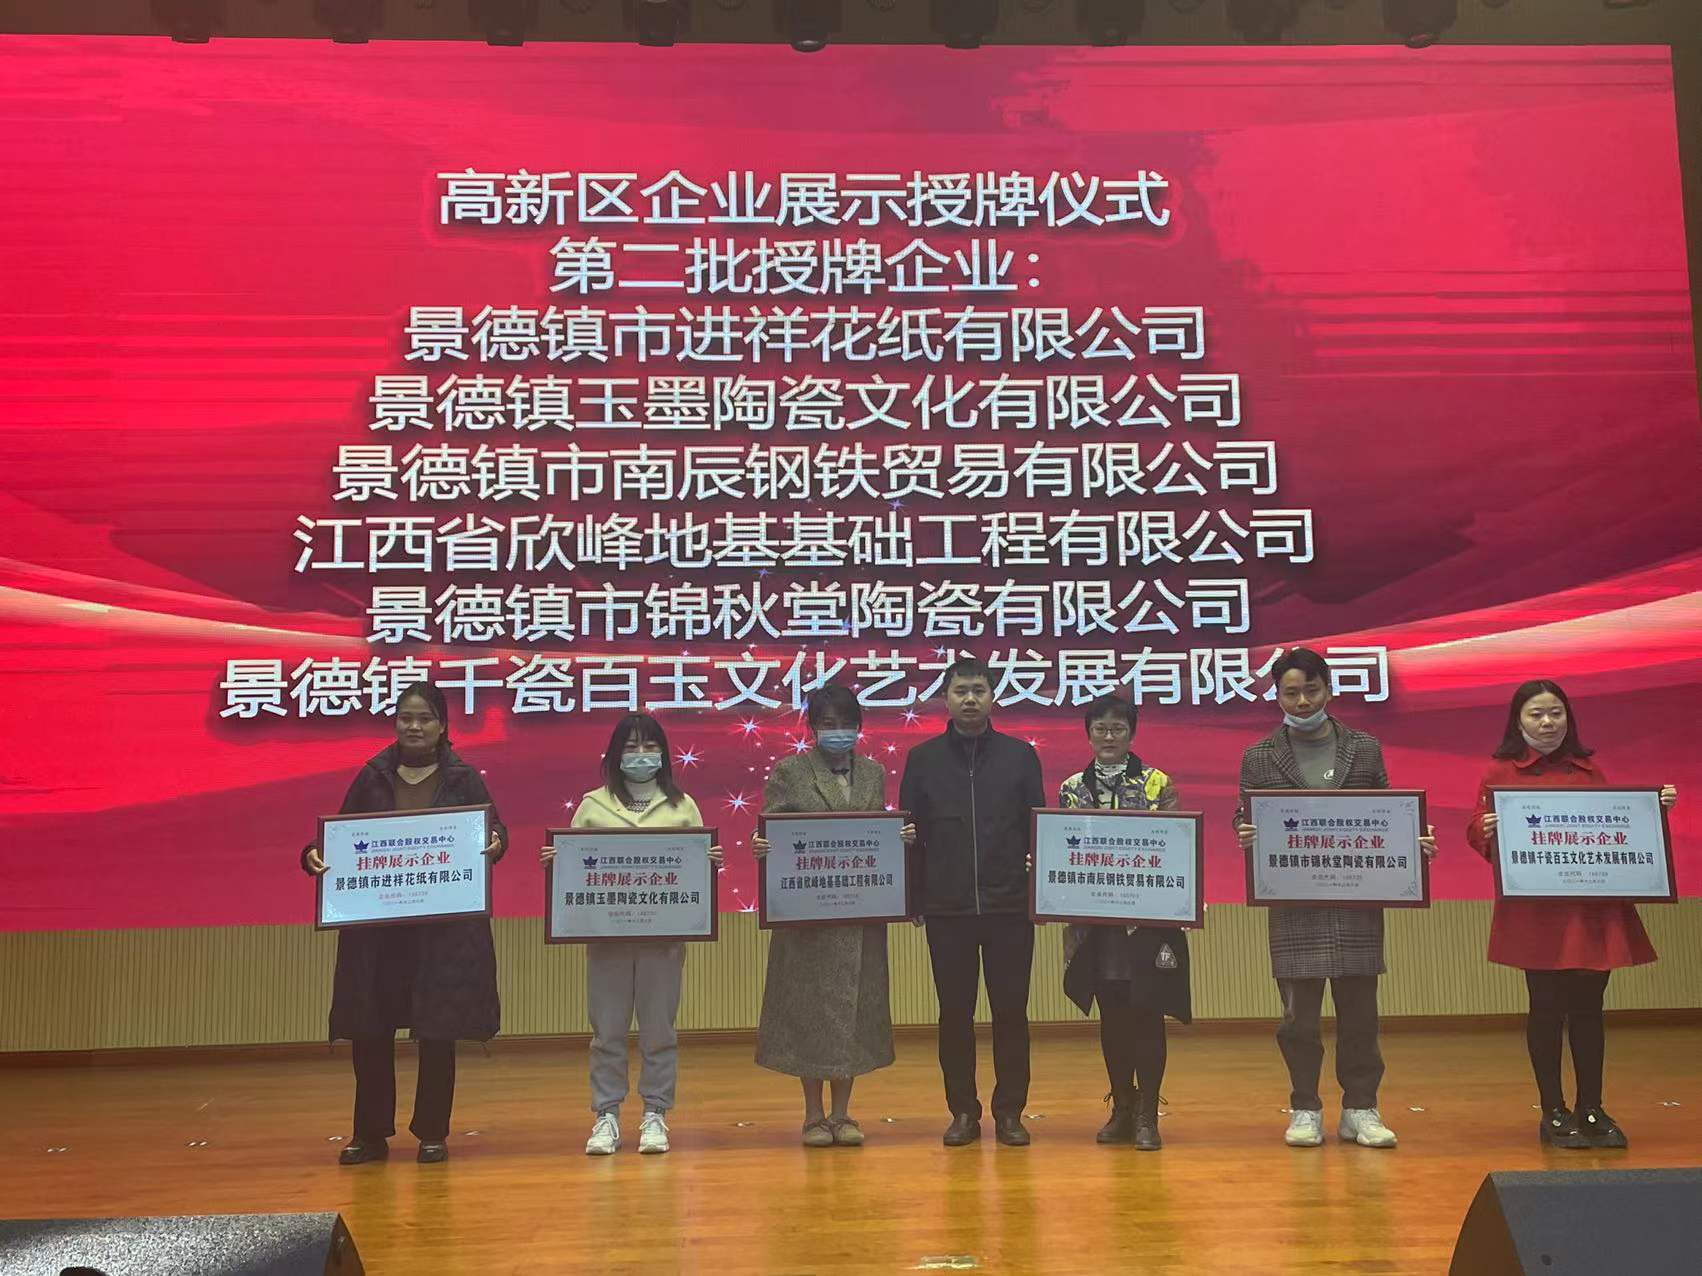 高新区企业展示授牌仪式
第二批授牌企业：
景德镇市进祥花纸有限公司
景德镇玉墨陶瓷文化有限公司
景德镇市南辰钢铁贸易有限公司
江西省欣峰地基基础工程有限公司
景德镇市锦秋堂陶瓷有限公司
景德镇千瓷百玉文化艺术发展有限公司
江西联合股权交易中心
挂牌展示企业
景德镇市进祥花纸有限公司
江西联合股权交易中心
挂牌展示企业
景德镇玉墨陶瓷文化有限公司
江西联合股权交易中心
挂牌展示企业
江西省欣峰地基基础工程有限公司
江西联合股权交易中心
JIANGXI JOINT EQUITY EXCHANGE
挂牌展示企业
景德镇市南辰钢铁贸易有限公司
江西联合股权交易中心
JIANGXI JOINT EQUITY EXCHANGE
挂牌展示企业
景德镇市锦秋堂陶瓷有限公司
江西联合股权交易中心
JIANGXI JOINT EQUITY EXCHANGE
挂牌展示企业
景德镇千瓷百玉文化艺术发展有限公司
TF